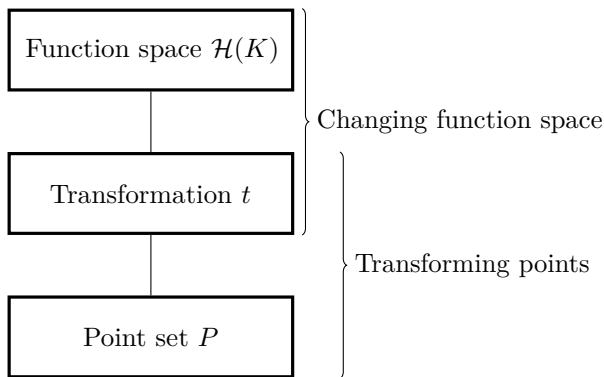 Function space $\mathcal{H}(K)$
Changing function space
Transformation $t$
Transforming points
Point set $P$